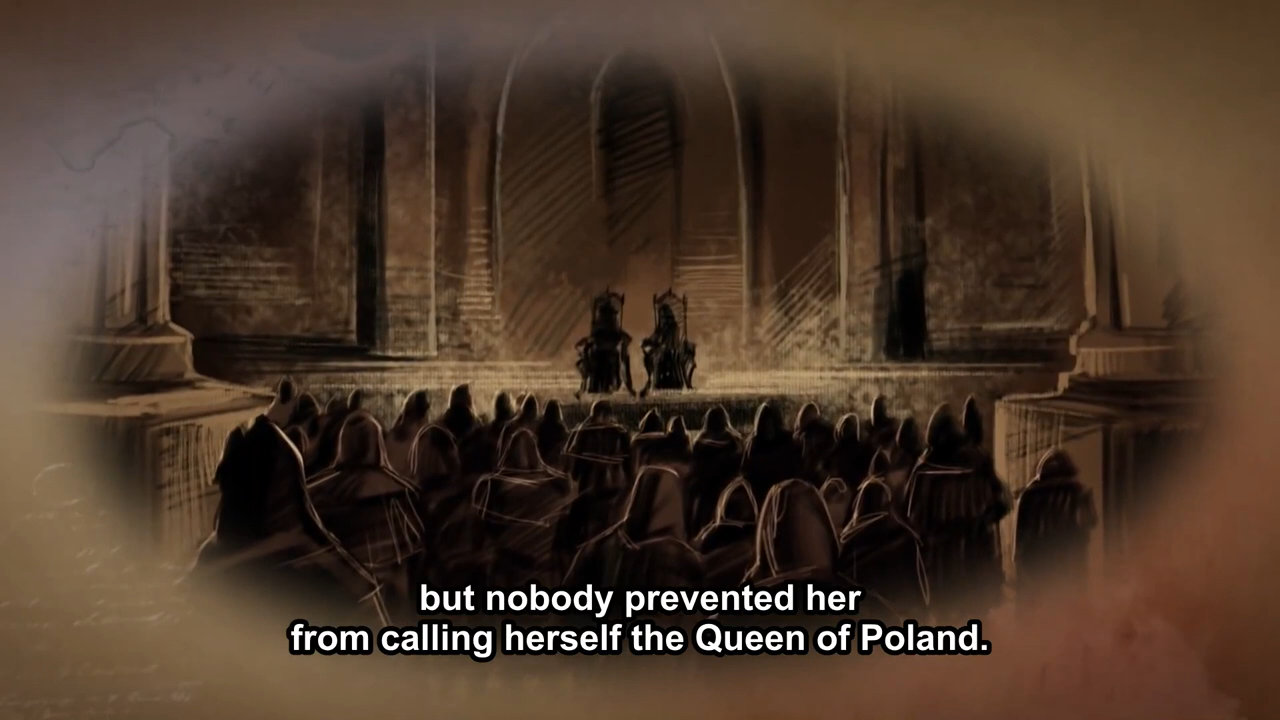 but nobody prevented her
from calling herself the Queen of Poland.